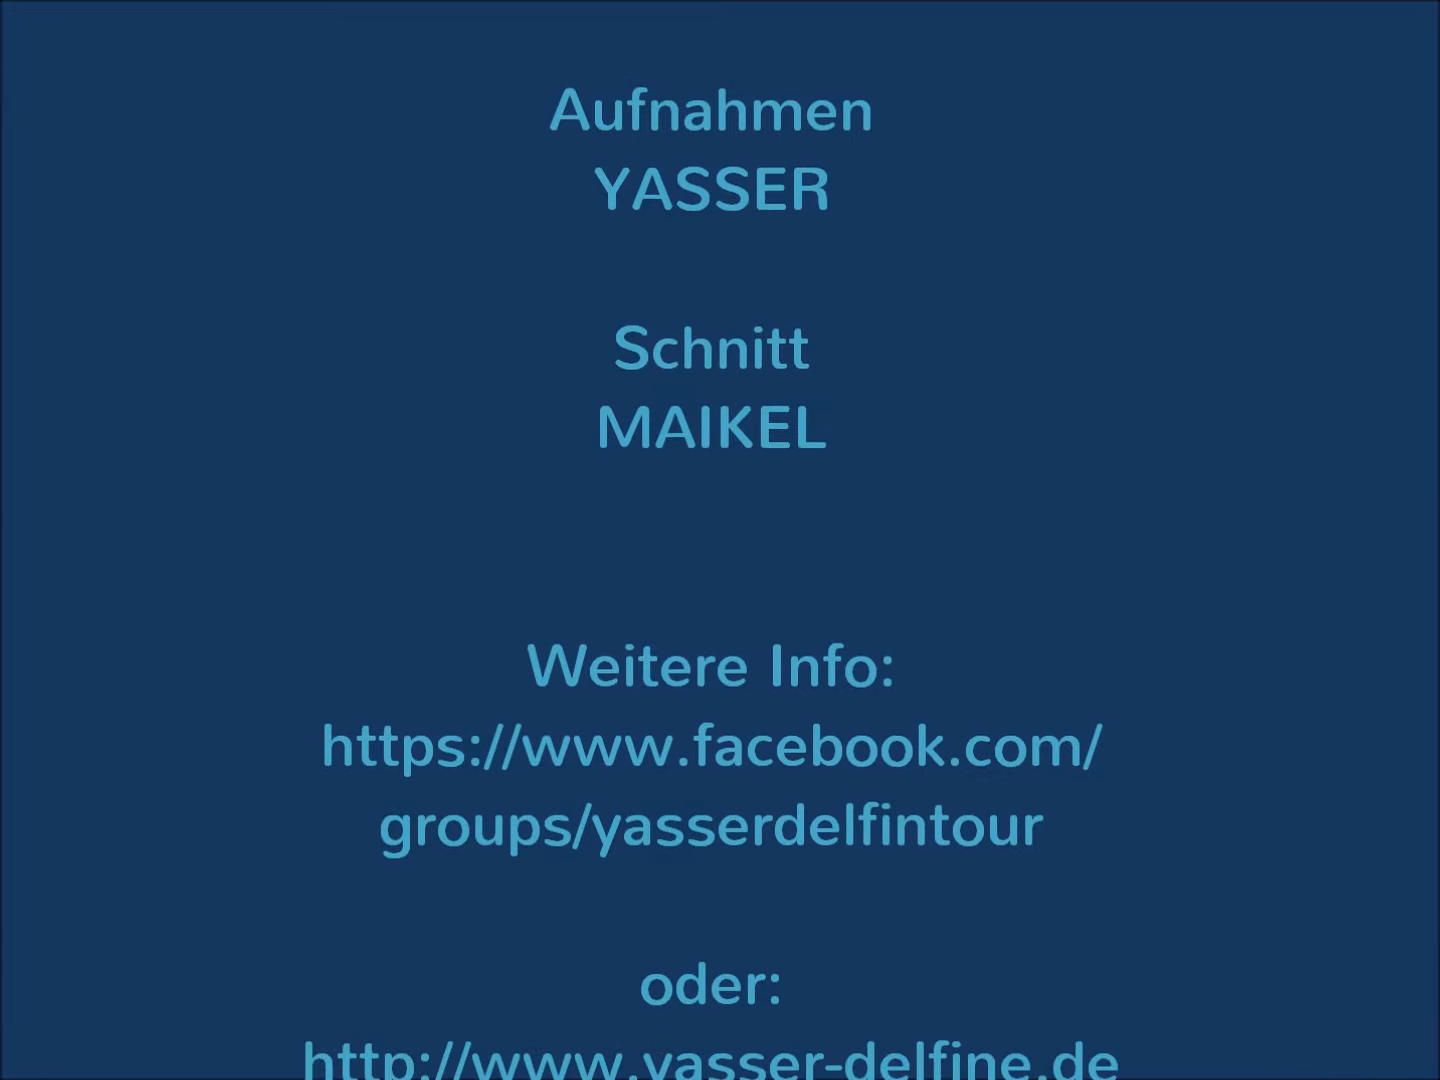 Aufnahmen
YASSER
Schnitt
MAIKEL
Weitere Info:
https://www.facebook.com/
groups/yasserdelfintour
oder:
http://www.yasser-delfine.de